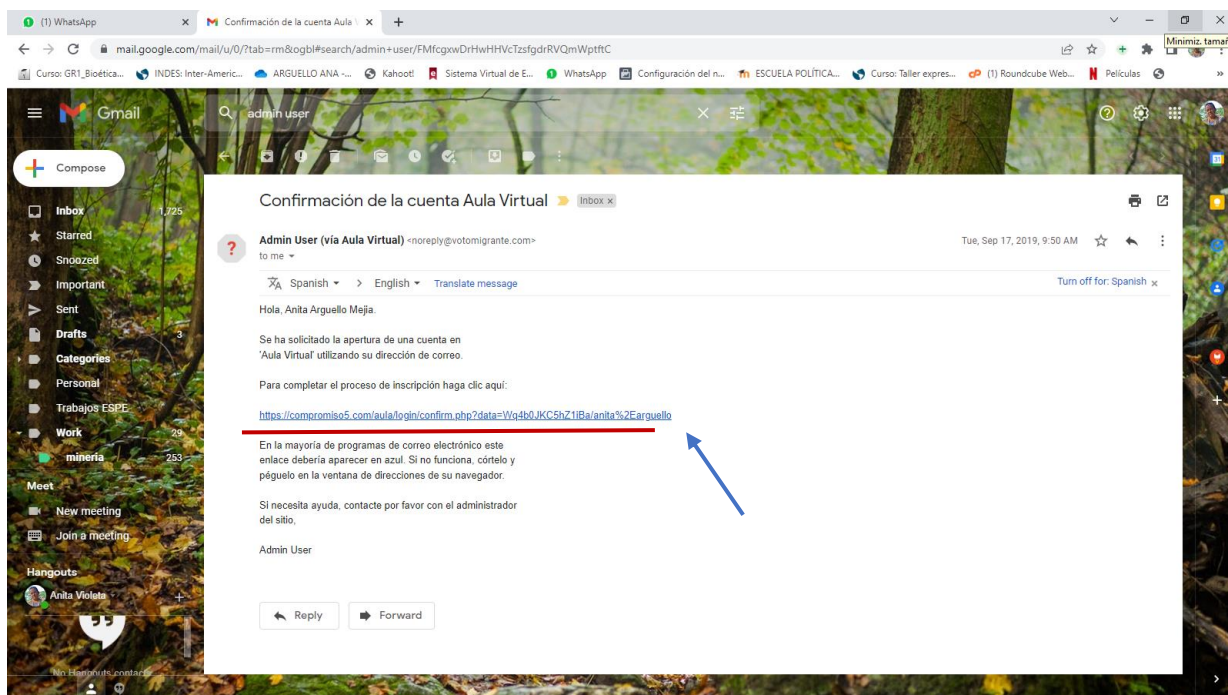 (1) WhatsApp
Confirmación de la cuenta Aula
mail.google.com/mail/u/0/?tab=rm&ogbl#search/admin+user/FMfcgxwDrHwHHVcTzsfgdrRVQmWptftC
Minimiz. tamañ
Curso: GR1_Bioética... INDES: Inter-Americ... ARGUELLO ANA -... Kahoot! Sistema Virtual de E... WhatsApp Configuración del n... ESCUELA POLÍTICA... Curso: Taller expres... (1) Roundcube Web... Películas »
Gmail
admin user
Compose
Inbox 1,725
Starred
Snoozed
Important
Sent
Drafts 3
Categories
Personal
Trabajos ESPE
Work 29
mineria 253
Meet
New meeting
Join a meeting
Hangouts
Anita Violeta
No Hangouts contacts
Confirmación de la cuenta Aula Virtual Inbox x
Admin User (vía Aula Virtual) <noreply@votomigrante.com> Tue, Sep 17, 2019, 9:50 AM
to me
Spanish > English Translate message Turn off for: Spanish x
Hola, Anita Arguello Mejía.
Se ha solicitado la apertura de una cuenta en
'Aula Virtual' utilizando su dirección de correo.
Para completar el proceso de inscripción haga clic aquí:
https://compromiso5.com/aula/login/confirm.php?data=Wq4b0JKC5hZ1iBa/anita%2Earguello
En la mayoría de programas de correo electrónico este
enlace debería aparecer en azul. Si no funciona, córtelo y
péguelo en la ventana de direcciones de su navegador.
Si necesita ayuda, contacte por favor con el administrador
del sitio,
Admin User
Reply Forward